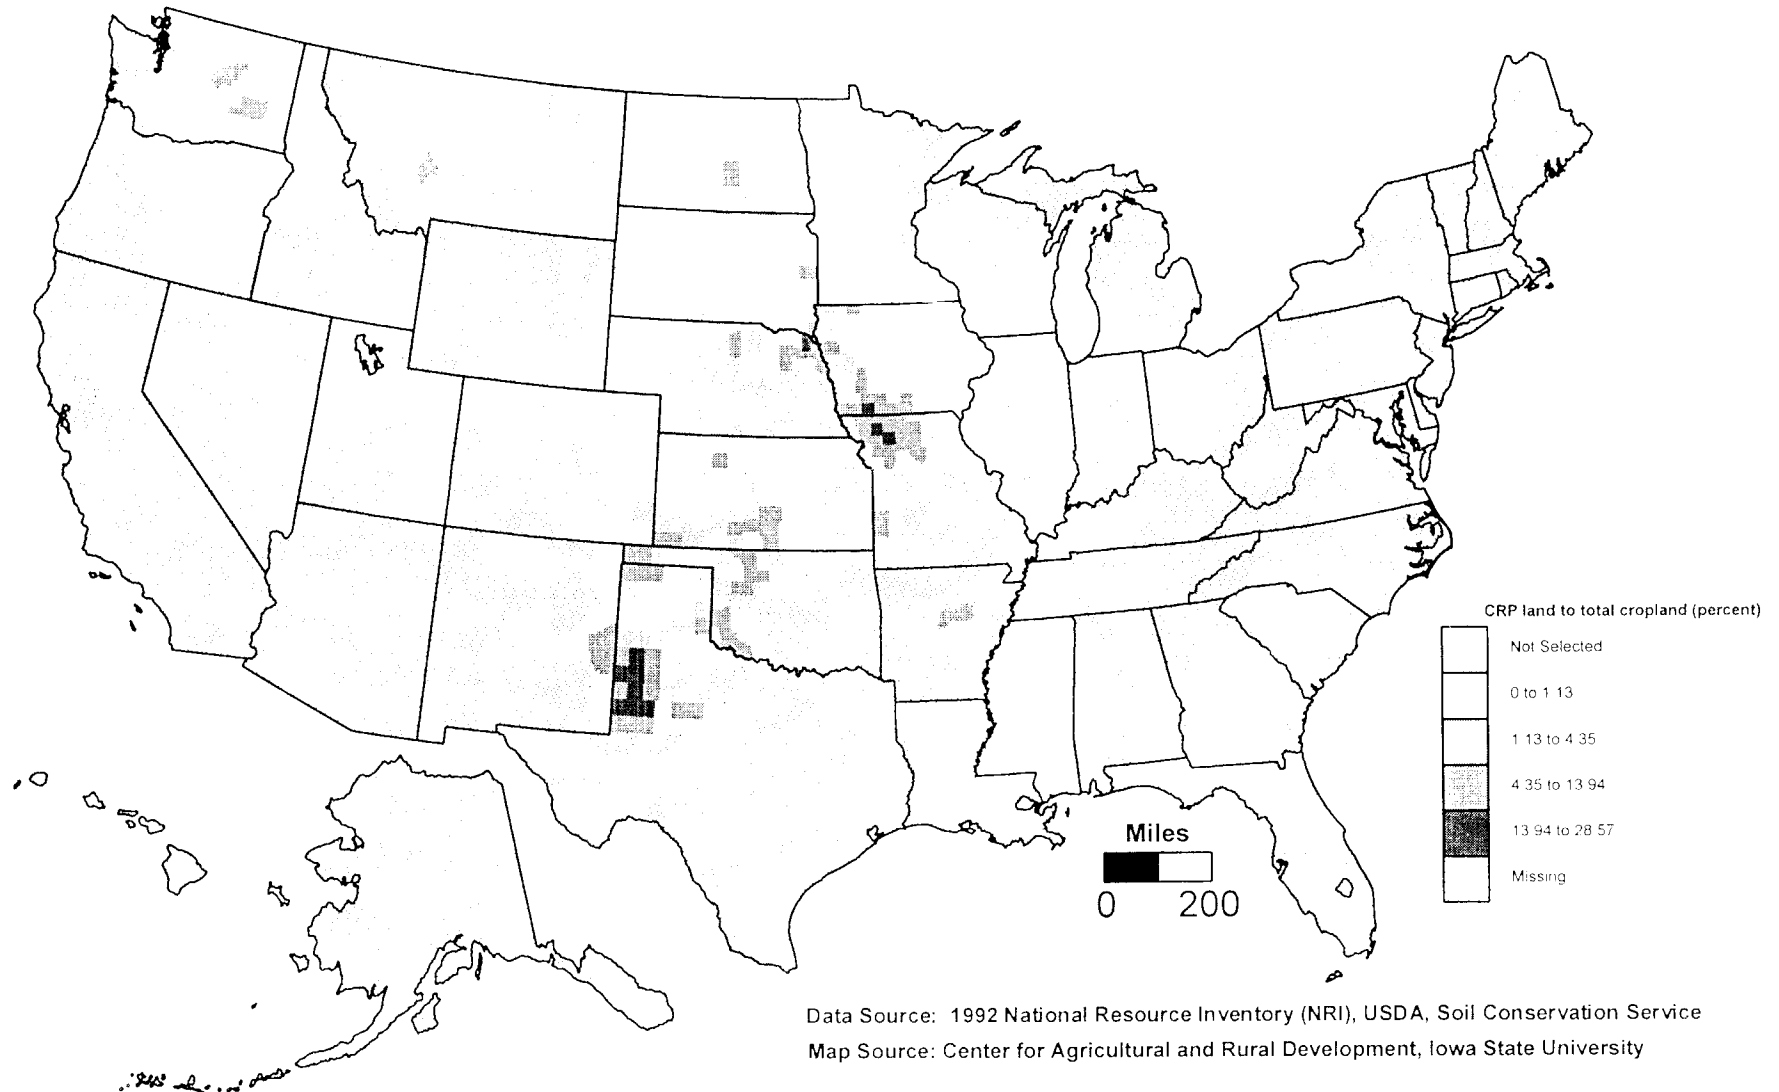 CRP land to total cropland (percent)
Not Selected
0 to 1 13
1 13 to 4 35
4 35 to 13 94
13 94 to 28 57
Missing
Miles
0 200
Data Source: 1992 National Resource Inventory (NRI), USDA, Soil Conservation Service
Map Source: Center for Agricultural and Rural Development, Iowa State University